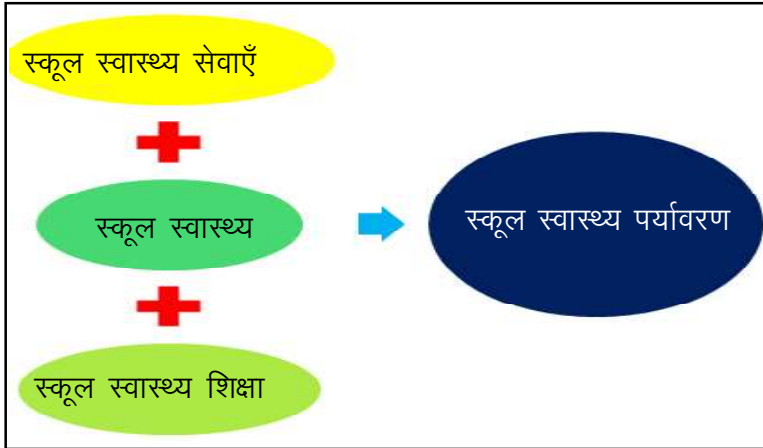 स्कूल स्वास्थ्य सेवाएँ
स्कूल स्वास्थ्य
स्कूल स्वास्थ्य पर्यावरण
स्कूल स्वास्थ्य शिक्षा